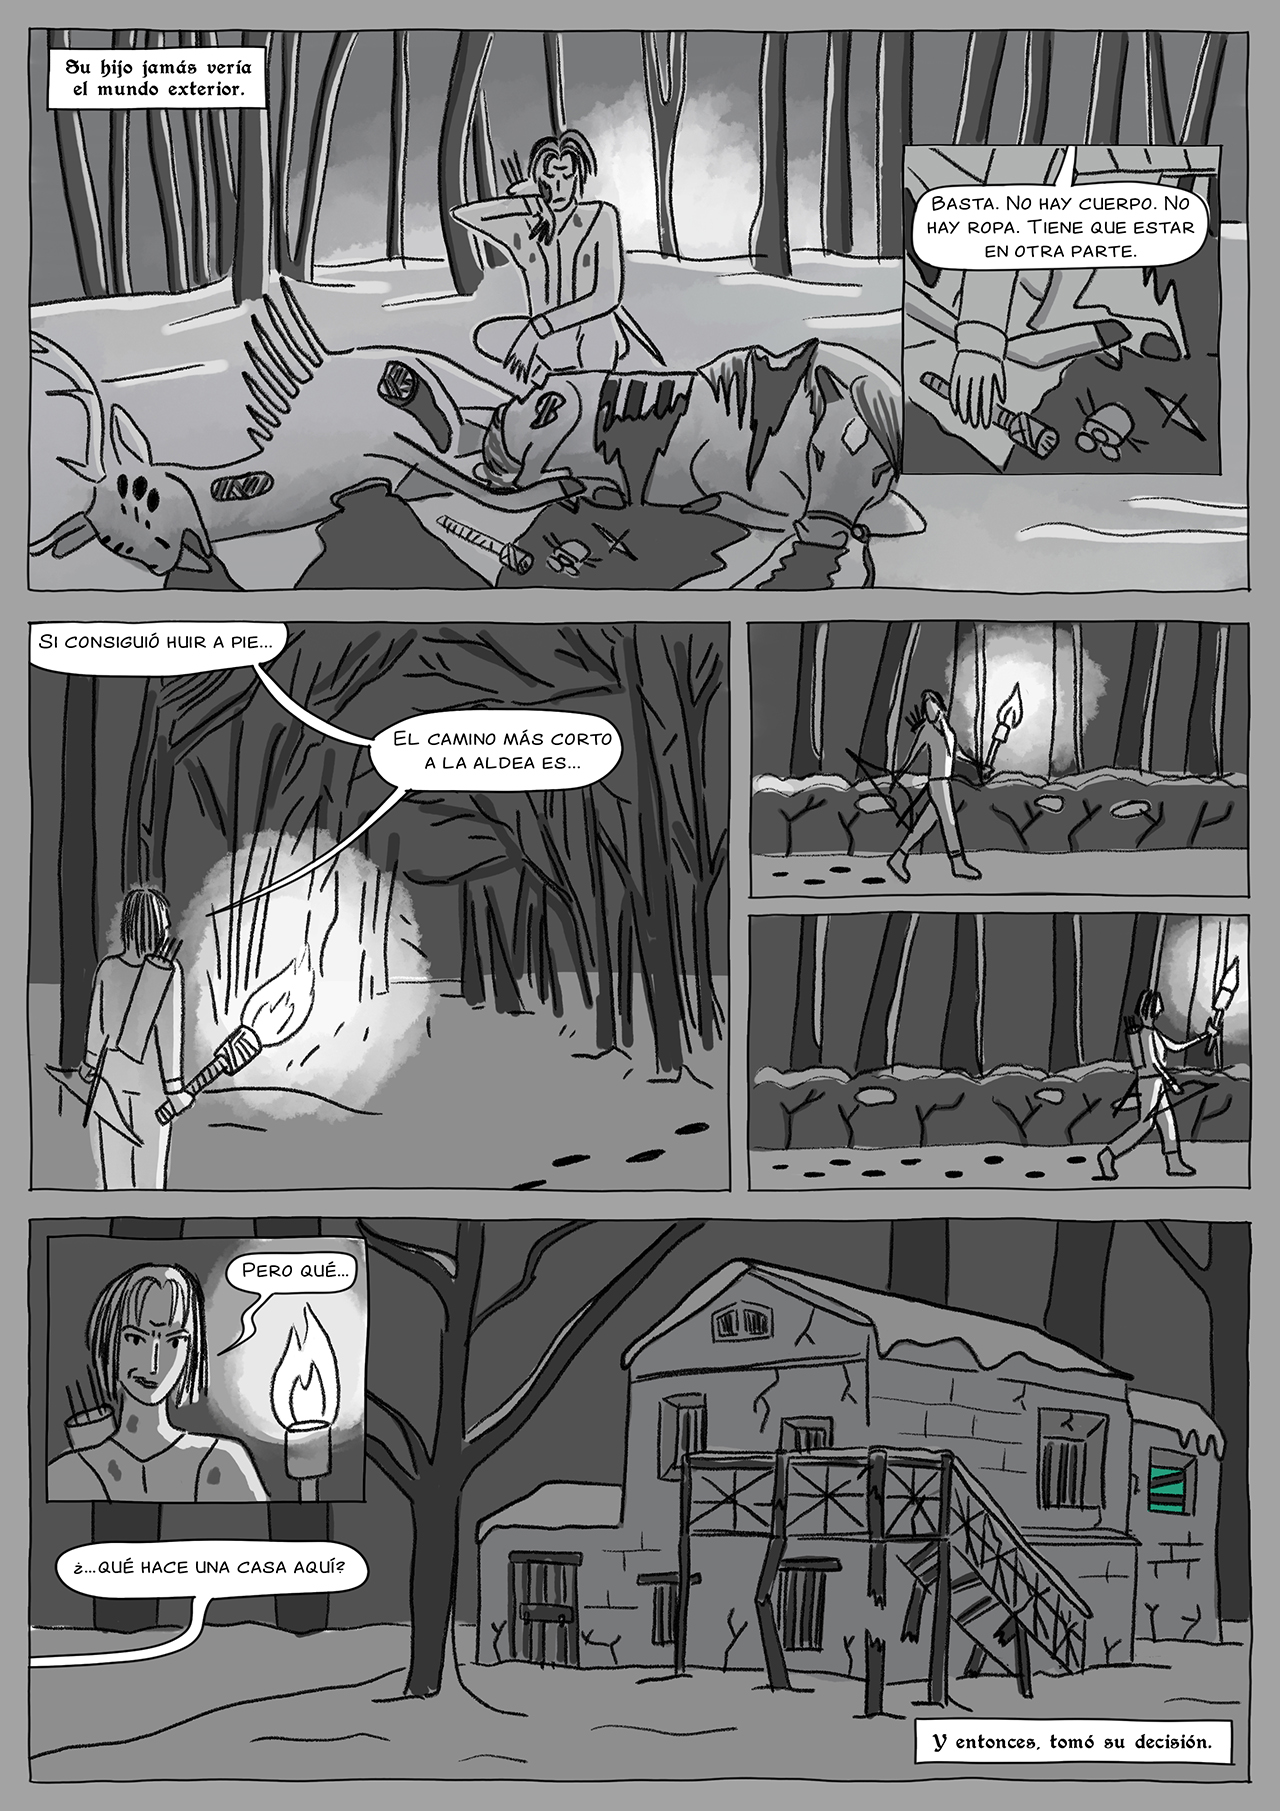 Su hijo jamás vería
el mundo exterior.
BASTA. NO HAY CUERPO. NO
HAY ROPA. TIENE QUE ESTAR
EN OTRA PARTE.
SI CONSIGUIÓ HUIR A PIE...
EL CAMINO MÁS CORTO
A LA ALDEA ES...
PERO QUÉ...
¿...QUÉ HACE UNA CASA AQUÍ?
Y entonces, tomó su decisión.